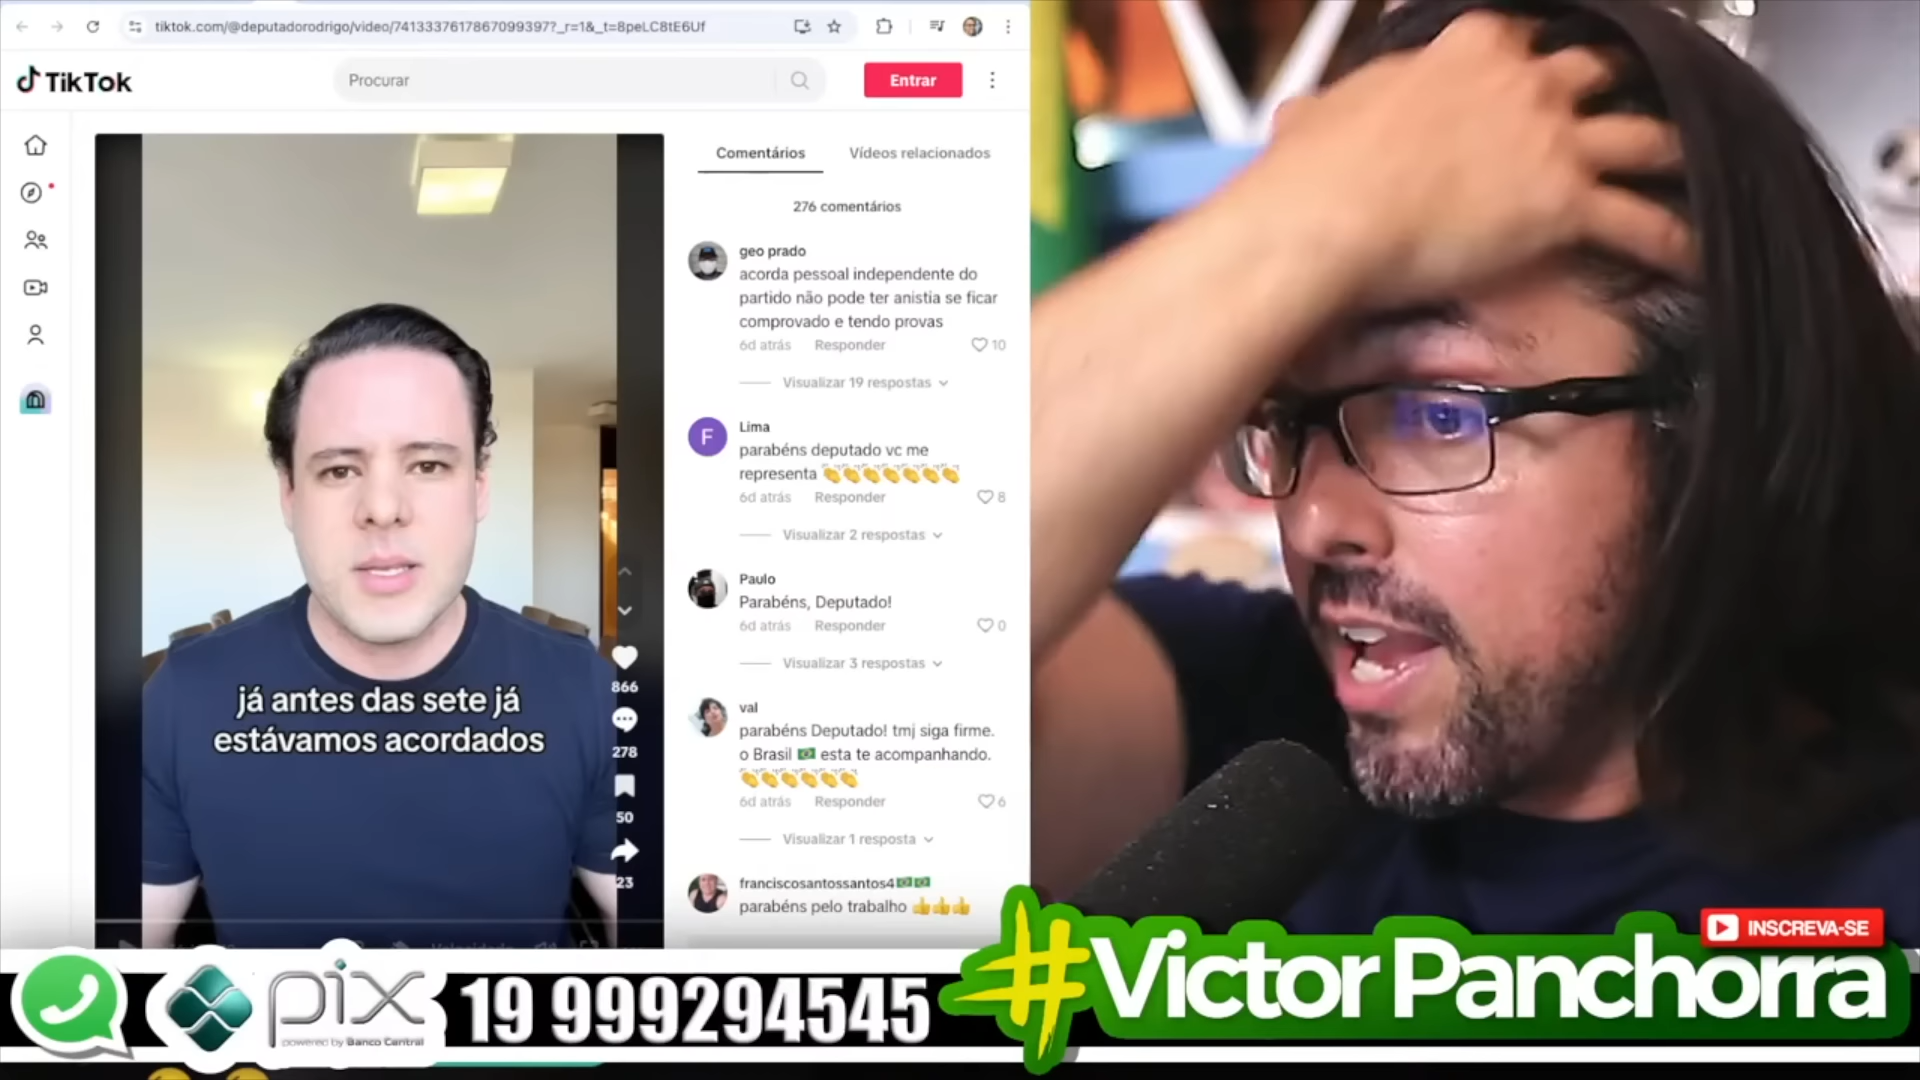 tiktok.com/@deputadorodrigo/video/7413337617867099397?_r=1&_t=8peLC8tE6Uf
TikTok
Procurar
Entrar
Comentários
Vídeos relacionados
276 comentários
geo prado
acorda pessoal independente do
partido não pode ter anistia se ficar
comprovado e tendo provas
6d atrás Responder 10
Visualizar 19 respostas
F
Lima
parabéns deputado vc me
representa 👏👏👏👏👏👏👏
6d atrás Responder 8
Visualizar 2 respostas
Paulo
Parabéns, Deputado!
6d atrás Responder 0
Visualizar 3 respostas
val
parabéns Deputado! tmj siga firme.
o Brasil 🇧🇷 esta te acompanhando.
👏👏👏👏👏👏
6d atrás Responder 6
Visualizar 1 resposta
franciscosantossantos4🇧🇷🇧🇷
parabéns pelo trabalho 👍👍👍
já antes das sete já
estávamos acordados
866
278
50
23
INSCREVA-SE
pix
powered by Banco Central
19 999294545
#Victor Panchorra